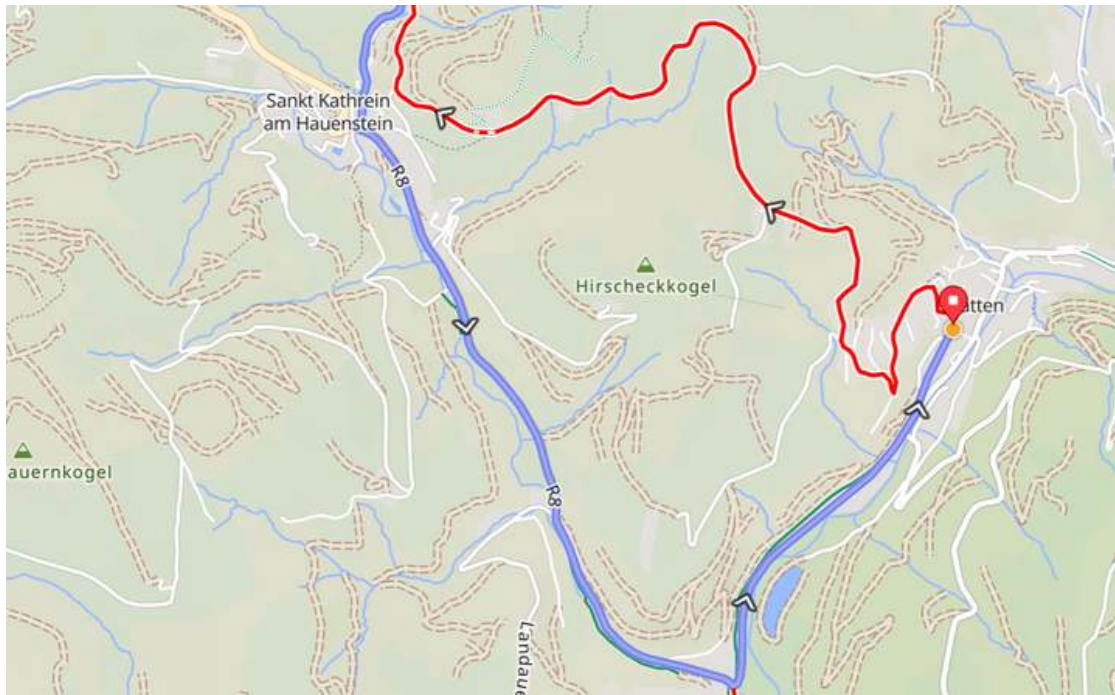 Sankt Kathrein
am Hauenstein
R8
Hirscheckkogel
auernkogel
R8
Landaue